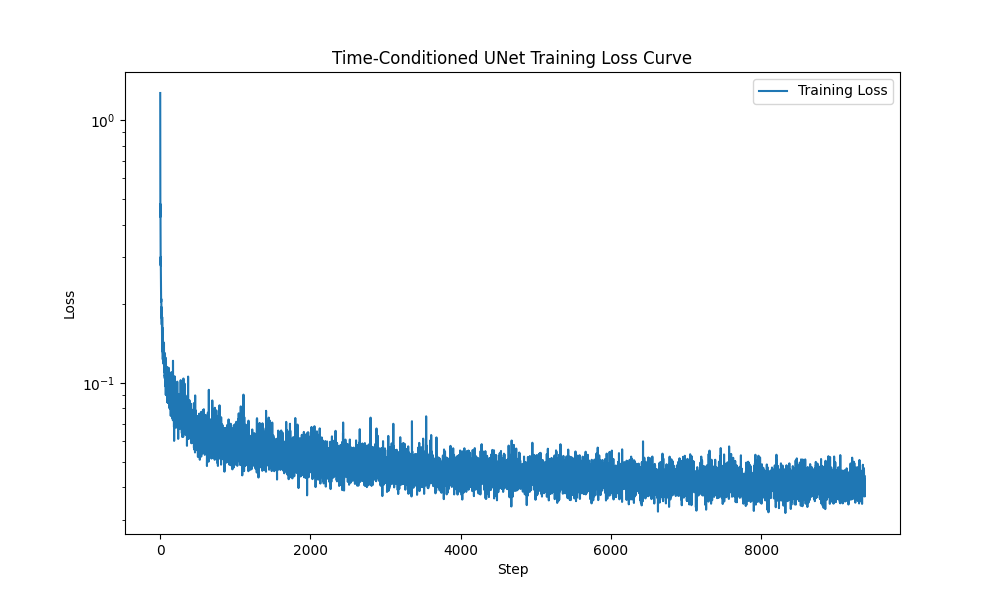 Time-Conditioned UNet Training Loss Curve
Training Loss
10⁰
10⁻¹
Loss
0 2000 4000 6000 8000
Step